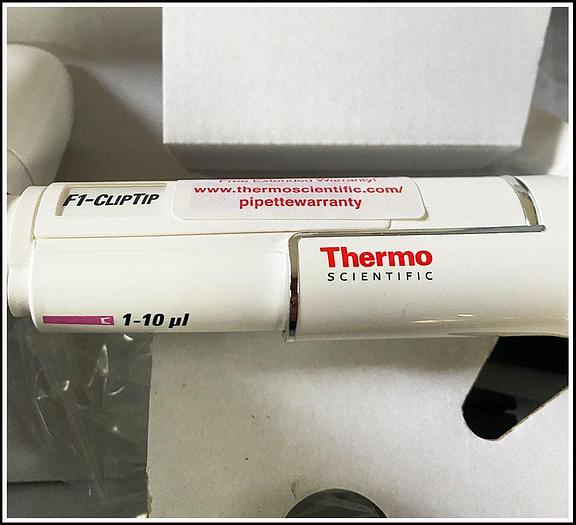 Free Extended Warranty!
www.thermoscientific.com/
pipettewarranty
F1-CLIPTIP
Thermo
SCIENTIFIC
1-10 µl